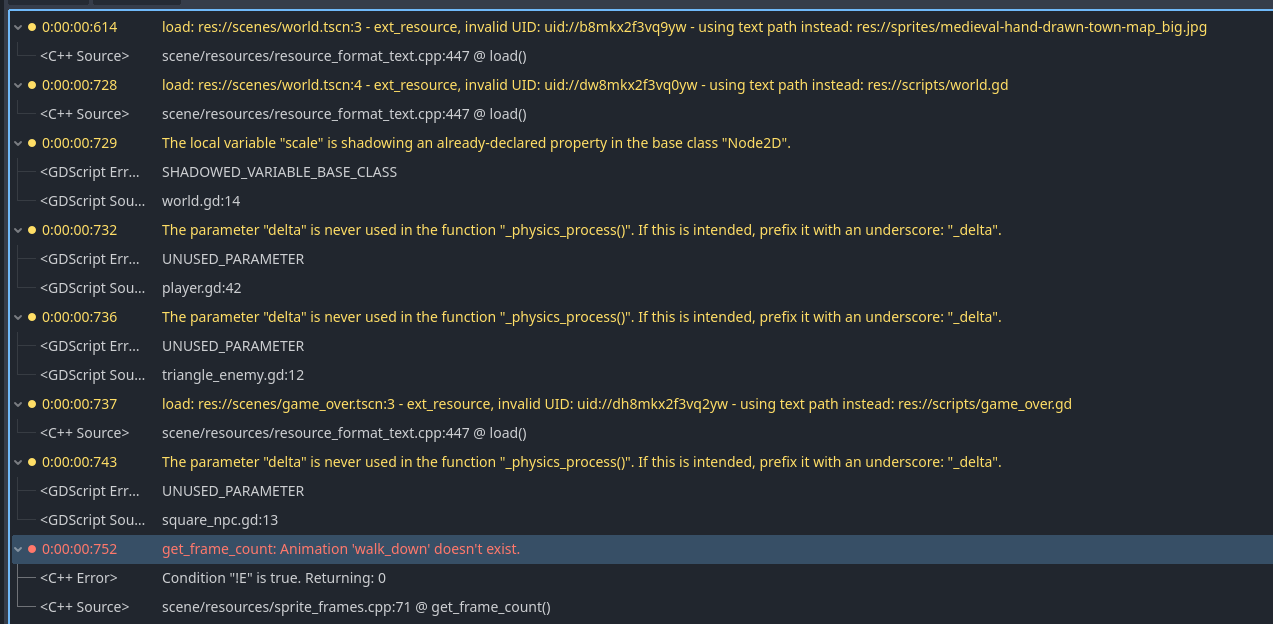 0:00:00:614 load: res://scenes/world.tscn:3 - ext_resource, invalid UID: uid://b8mkx2f3vq9yw - using text path instead: res://sprites/medieval-hand-drawn-town-map_big.jpg
<C++ Source> scene/resources/resource_format_text.cpp:447 @ load()
0:00:00:728 load: res://scenes/world.tscn:4 - ext_resource, invalid UID: uid://dw8mkx2f3vq0yw - using text path instead: res://scripts/world.gd
<C++ Source> scene/resources/resource_format_text.cpp:447 @ load()
0:00:00:729 The local variable "scale" is shadowing an already-declared property in the base class "Node2D".
<GDScript Err... SHADOWED_VARIABLE_BASE_CLASS
<GDScript Sou... world.gd:14
0:00:00:732 The parameter "delta" is never used in the function "_physics_process()". If this is intended, prefix it with an underscore: "_delta".
<GDScript Err... UNUSED_PARAMETER
<GDScript Sou... player.gd:42
0:00:00:736 The parameter "delta" is never used in the function "_physics_process()". If this is intended, prefix it with an underscore: "_delta".
<GDScript Err... UNUSED_PARAMETER
<GDScript Sou... triangle_enemy.gd:12
0:00:00:737 load: res://scenes/game_over.tscn:3 - ext_resource, invalid UID: uid://dh8mkx2f3vq2yw - using text path instead: res://scripts/game_over.gd
<C++ Source> scene/resources/resource_format_text.cpp:447 @ load()
0:00:00:743 The parameter "delta" is never used in the function "_physics_process()". If this is intended, prefix it with an underscore: "_delta".
<GDScript Err... UNUSED_PARAMETER
<GDScript Sou... square_npc.gd:13
0:00:00:752 get_frame_count: Animation 'walk_down' doesn't exist.
<C++ Error> Condition "!E" is true. Returning: 0
<C++ Source> scene/resources/sprite_frames.cpp:71 @ get_frame_count()